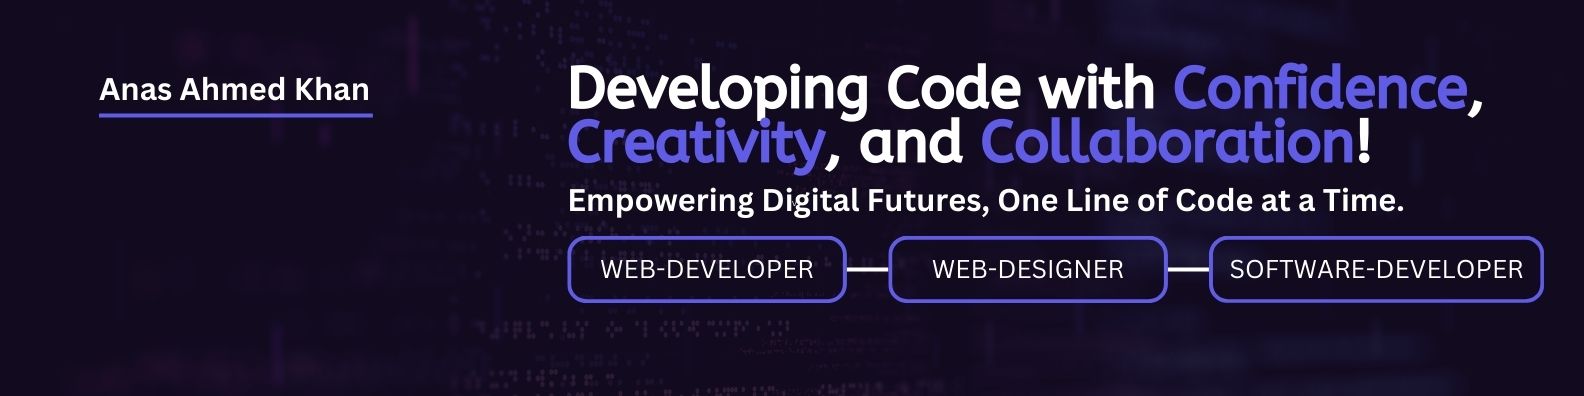 Anas Ahmed Khan
Developing Code with Confidence,
Creativity, and Collaboration!
Empowering Digital Futures, One Line of Code at a Time.
WEB-DEVELOPER
WEB-DESIGNER
SOFTWARE-DEVELOPER